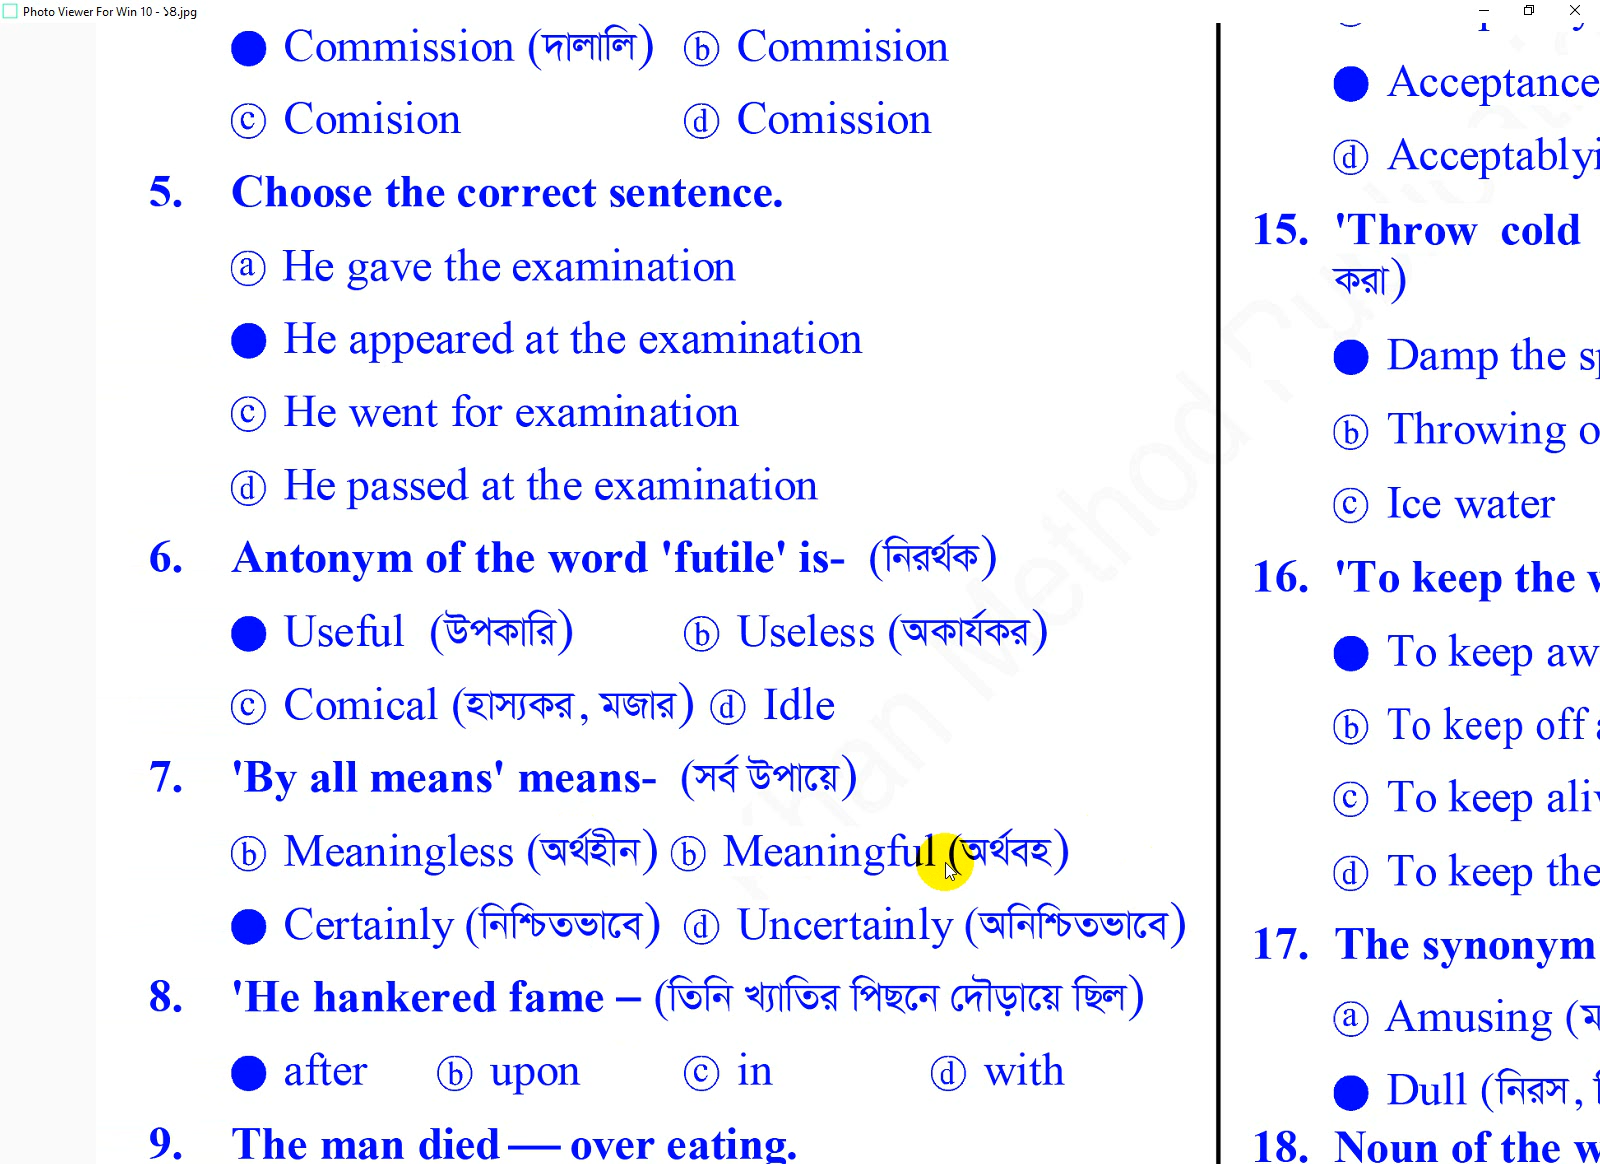 Photo Viewer For Win 10 - ১৪.jpg
Commission (দালালি) ⓑ Commision
ⓒ Comision ⓓ Comission
5. Choose the correct sentence.
ⓐ He gave the examination
● He appeared at the examination
ⓒ He went for examination
ⓓ He passed at the examination
6. Antonym of the word 'futile' is- (নিরর্থক)
● Useful (উপকারি) ⓑ Useless (অকার্যকর)
ⓒ Comical (হাস্যকর, মজার) ⓓ Idle
7. 'By all means' means- (সর্ব উপায়ে)
ⓑ Meaningless (অর্থহীন) ⓑ Meaningful (অর্থবহ)
● Certainly (নিশ্চিতভাবে) ⓓ Uncertainly (অনিশ্চিতভাবে)
8. 'He hankered fame – (তিনি খ্যাতির পিছনে দৌড়ায়ে ছিল)
● after ⓑ upon ⓒ in ⓓ with
9. The man died — over eating.
● Acceptance
ⓓ Acceptablyi
15. 'Throw cold
করা)
● Damp the
ⓑ Throwing
ⓒ Ice water
16. 'To keep the
● To keep aw
ⓑ To keep off
ⓒ To keep
ⓓ To keep the
17. The synonym
ⓐ Amusing
● Dull (নিরস,
18. Noun of the
Khan Method Publications